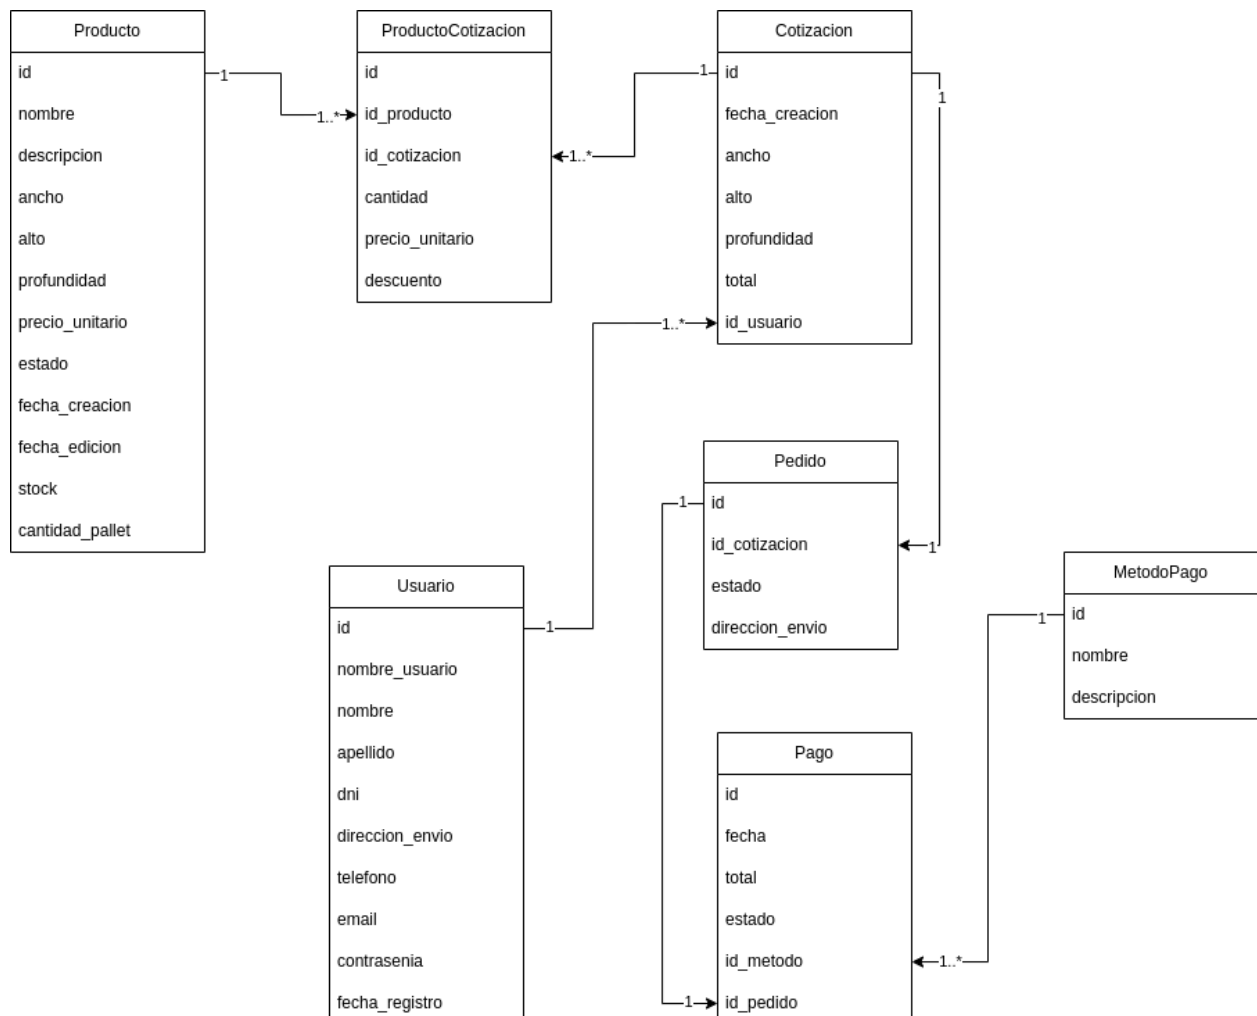 Producto
id
nombre
descripcion
ancho
alto
profundidad
precio_unitario
estado
fecha_creacion
fecha_edicion
stock
cantidad_pallet
1
1..*
ProductoCotizacion
id
id_producto
id_cotizacion
cantidad
precio_unitario
descuento
1
1..*
Cotizacion
id
fecha_creacion
ancho
alto
profundidad
total
id_usuario
1
1
1..*
1
Usuario
id
nombre_usuario
nombre
apellido
dni
direccion_envio
telefono
email
contrasenia
fecha_registro
Pedido
id
id_cotizacion
estado
direccion_envio
1
1
Pago
id
fecha
total
estado
id_metodo
id_pedido
1
1..*
MetodoPago
id
nombre
descripcion